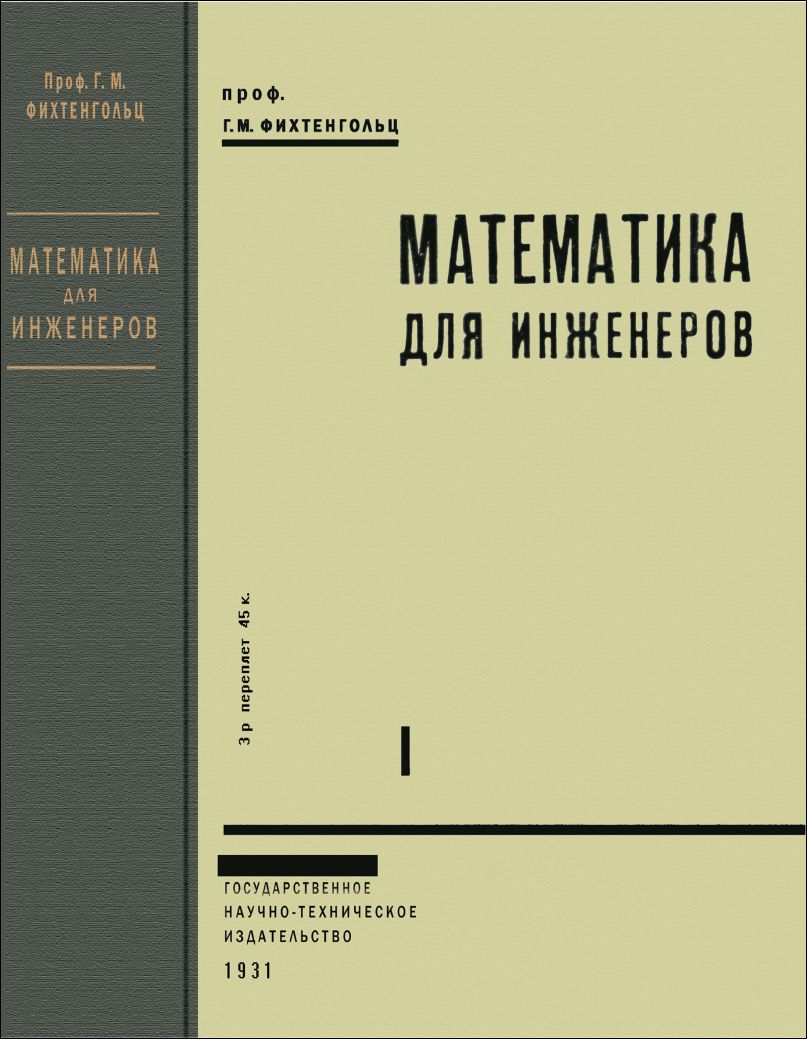 Проф. Г. М.
ФИХТЕНГОЛЬЦ
МАТЕМАТИКА
ДЛЯ
ИНЖЕНЕРОВ
проф.
Г.М. ФИХТЕНГОЛЬЦ
МАТЕМАТИКА
ДЛЯ ИНЖЕНЕРОВ
3 р переплет 45 к.
I
ГОСУДАРСТВЕННОЕ
НАУЧНО-ТЕХНИЧЕСКОЕ
ИЗДАТЕЛЬСТВО
1931